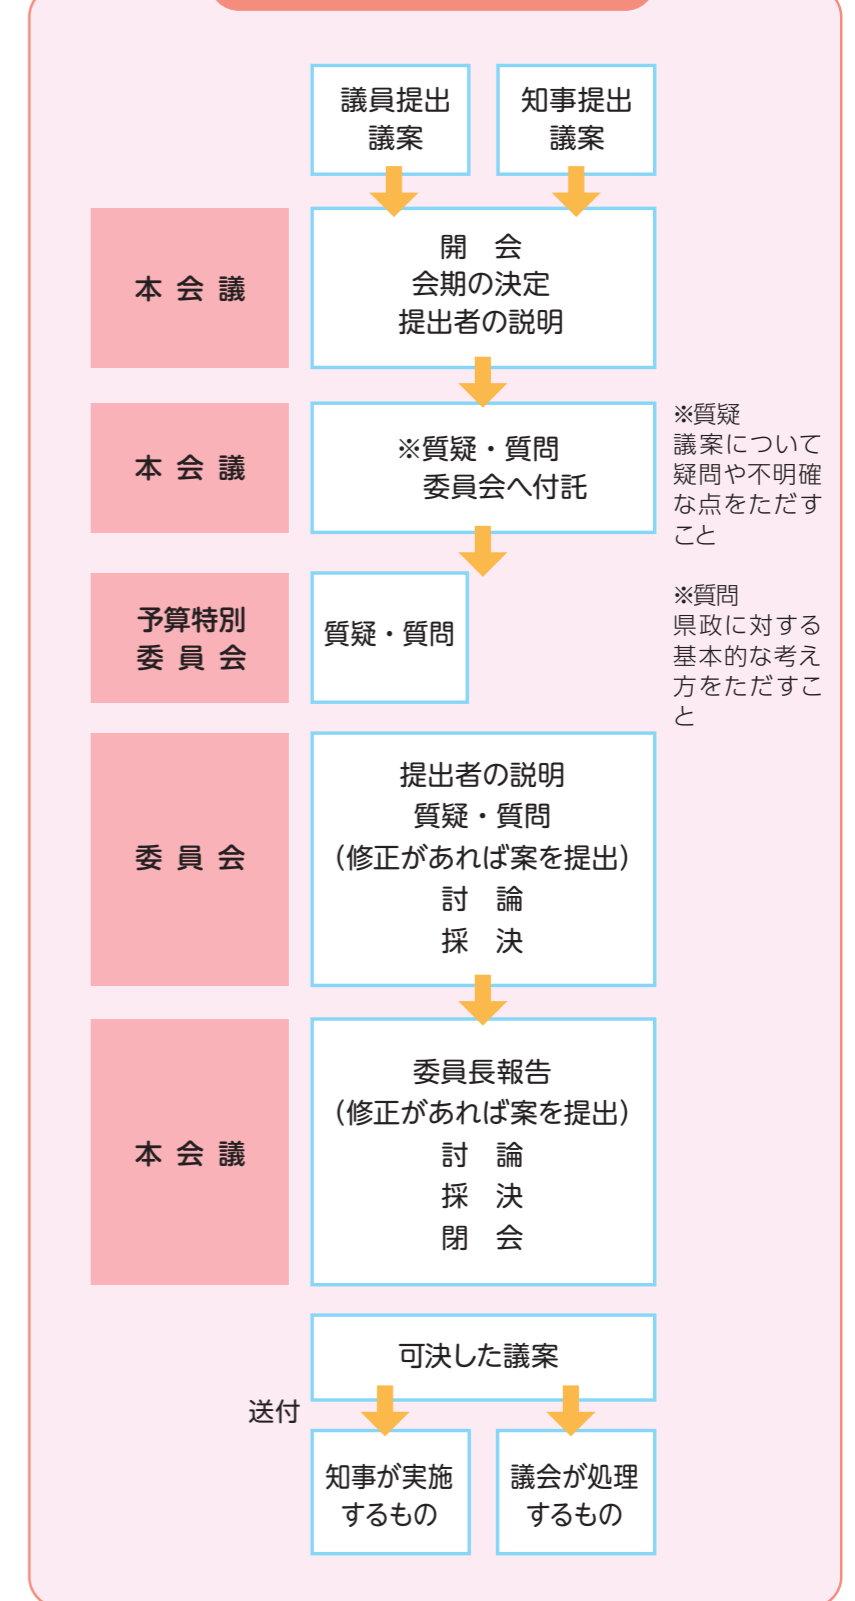 議員提出
議案
知事提出
議案
本会議
開　会
会期の決定
提出者の説明
本会議
※質疑・質問
委員会へ付託
※質疑
議案について
疑問や不明確
な点をただす
こと
予算特別
委員会
質疑・質問
※質問
県政に対する
基本的な考え
方をただすこ
と
委員会
提出者の説明
質疑・質問
（修正があれば案を提出）
討　論
採　決
本会議
委員長報告
（修正があれば案を提出）
討　論
採　決
閉　会
可決した議案
送付
知事が実施
するもの
議会が処理
するもの